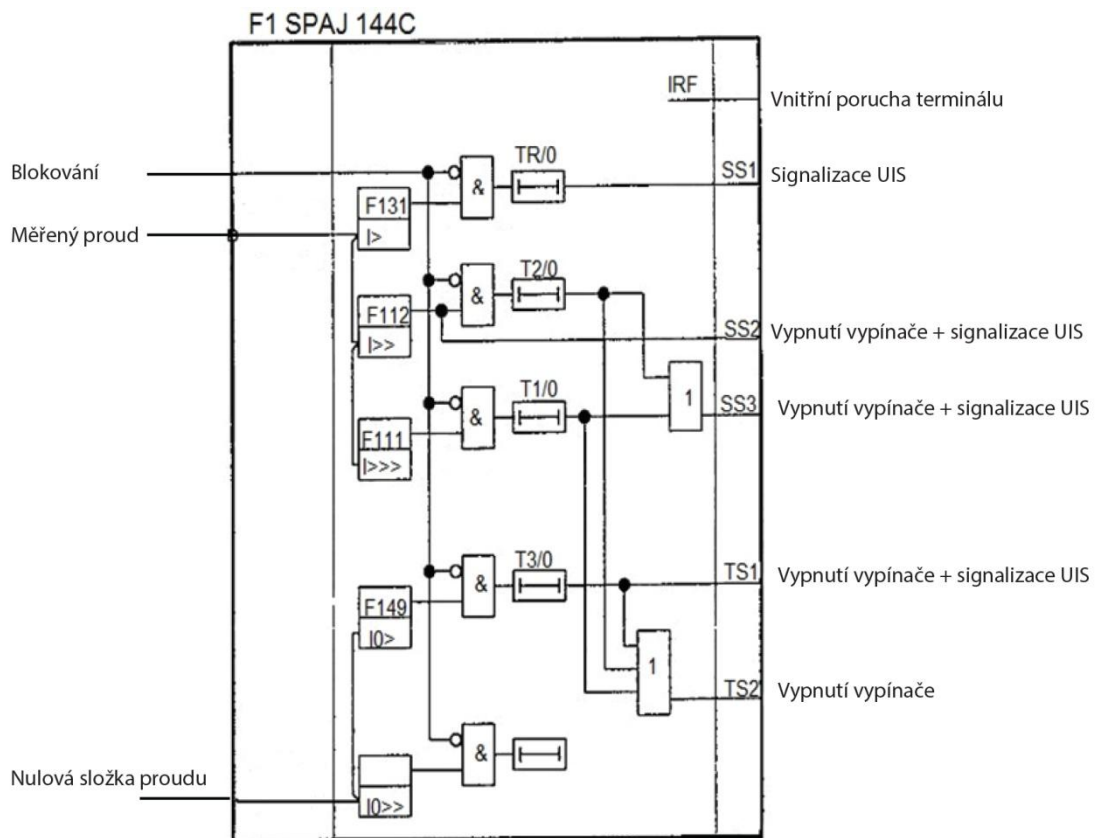 F1 SPAJ 144C
IRF
Vnitřní porucha terminálu
Blokování
TR/0
SS1
Signalizace UIS
&
F131
I>
Měřený proud
T2/0
&
F112
I>>
SS2
Vypnutí vypínače + signalizace UIS
T1/0
1
SS3
Vypnutí vypínače + signalizace UIS
&
F111
I>>>
T3/0
TS1
Vypnutí vypínače + signalizace UIS
&
F149
I0>
1
TS2
Vypnutí vypínače
&
Nulová složka proudu
I0>>